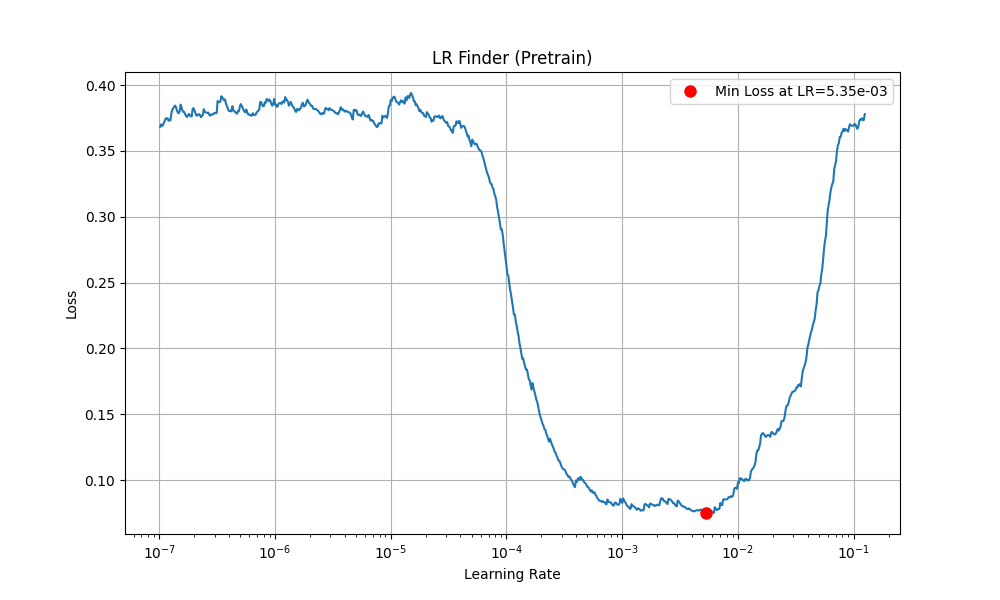 LR Finder (Pretrain)
Min Loss at LR=5.35e-03
Loss
0.40
0.35
0.30
0.25
0.20
0.15
0.10
10⁻⁷ 10⁻⁶ 10⁻⁵ 10⁻⁴ 10⁻³ 10⁻² 10⁻¹
Learning Rate